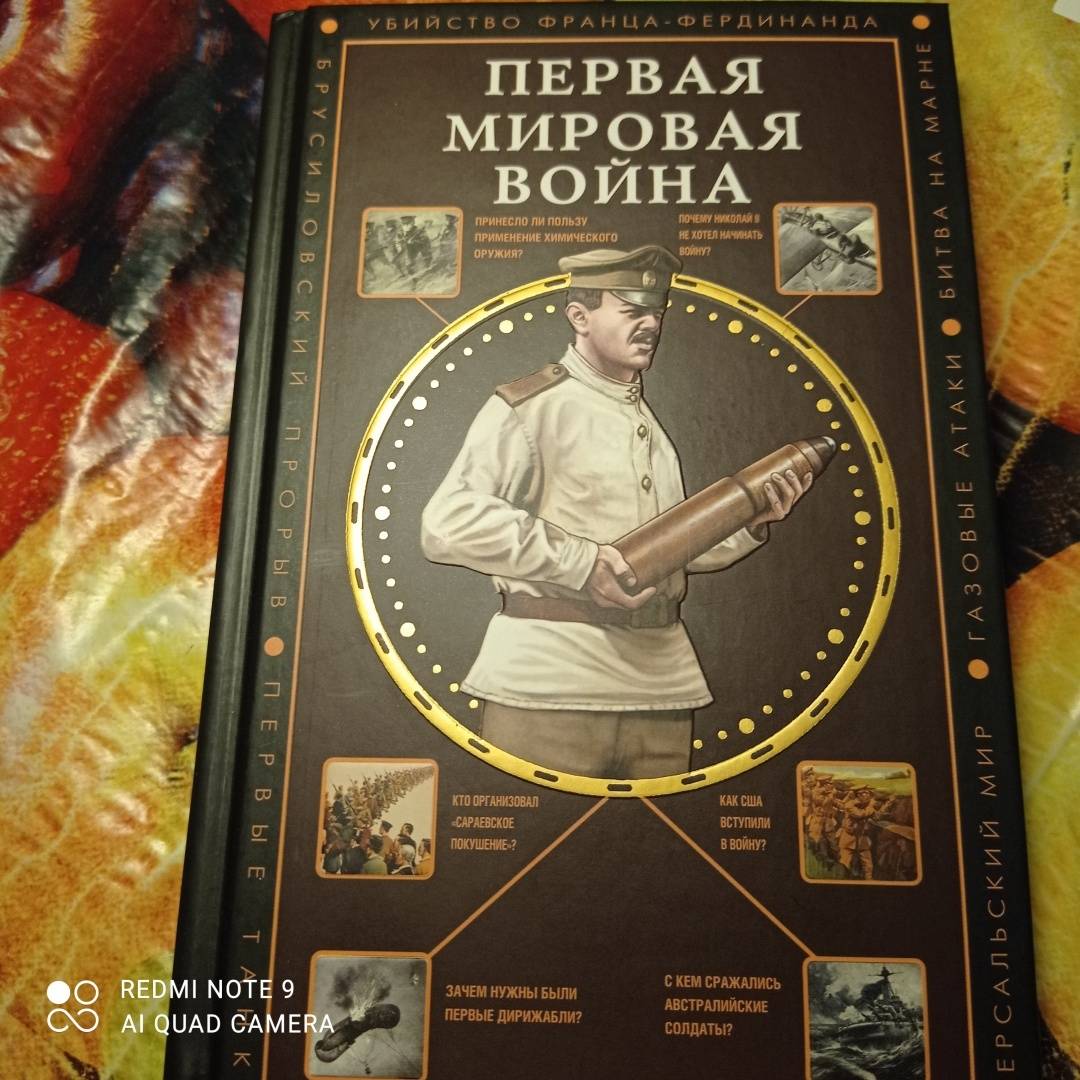 УБИЙСТВО ФРАНЦА-ФЕРДИНАНДА
ПЕРВАЯ
МИРОВАЯ
ВОЙНА
ПРИНЕСЛО ЛИ ПОЛЬЗУ
ПРИМЕНЕНИЕ ХИМИЧЕСКОГО
ОРУЖИЯ?
ПОЧЕМУ НИКОЛАЙ II
НЕ ХОТЕЛ НАЧИНАТЬ
ВОЙНУ?
БРУСИЛОВСКИЙ ПРОРЫВ • ПЕРВЫЕ ТАНК
ЕРСАЛЬСКИЙ МИР • ГАЗОВЫЕ АТАКИ • БИТВА НА МАРНЕ
КТО ОРГАНИЗОВАЛ
«САРАЕВСКОЕ
ПОКУШЕНИЕ»?
КАК США
ВСТУПИЛИ
В ВОЙНУ?
ЗАЧЕМ НУЖНЫ БЫЛИ
ПЕРВЫЕ ДИРИЖАБЛИ?
С КЕМ СРАЖАЛИСЬ
АВСТРАЛИЙСКИЕ
СОЛДАТЫ?
REDMI NOTE 9
AI QUAD CAMERA